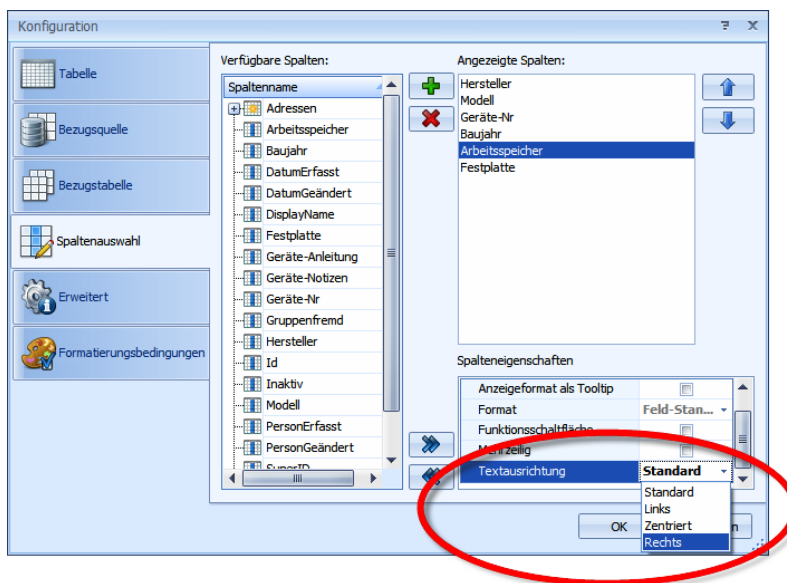 Konfiguration
Tabelle
Bezugsquelle
Bezugstabelle
Spaltenauswahl
Erweitert
Formatierungsbedingungen
Verfügbare Spalten:
Spaltenname
Adressen
Arbeitsspeicher
Baujahr
DatumErfasst
DatumGeändert
DisplayName
Festplatte
Geräte-Anleitung
Geräte-Notizen
Geräte-Nr
Gruppenfremd
Hersteller
Id
Inaktiv
Modell
PersonErfasst
PersonGeändert
SuperID
Angezeigte Spalten:
Hersteller
Modell
Geräte-Nr
Baujahr
Arbeitsspeicher
Festplatte
Spalteneigenschaften
Anzeigeformat als Tooltip
Format Feld-Stan...
Funktionsschaltfläche
Mehrzeilig
Textausrichtung Standard
Standard
Links
Zentriert
Rechts
OK